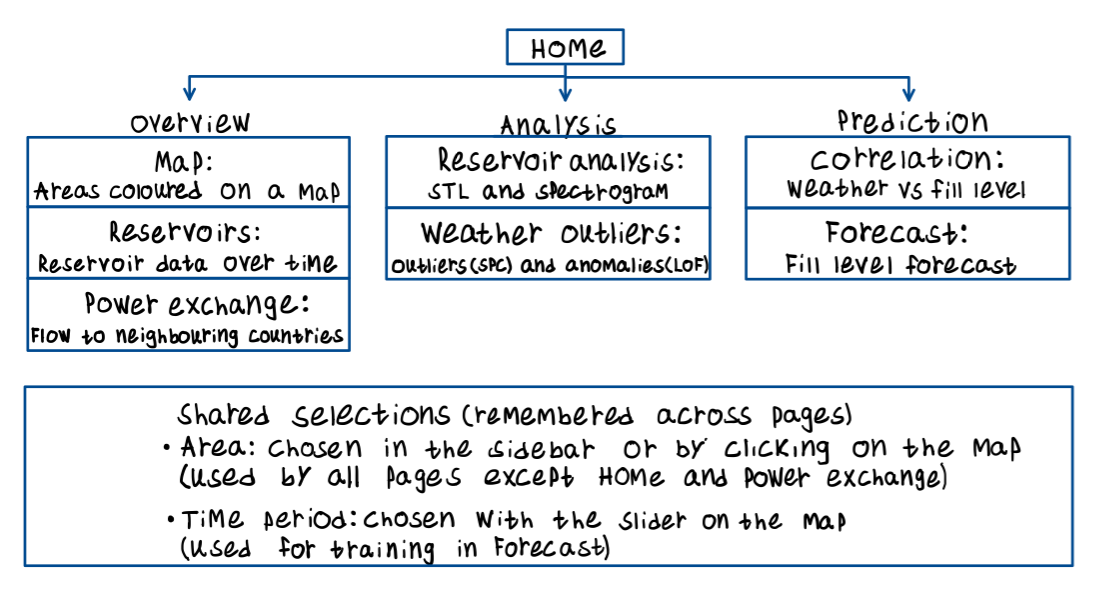 Home
Overview
Map:
Areas coloured on a map
Reservoirs:
Reservoir data over time
Power exchange:
Flow to neighbouring countries
Analysis
Reservoir analysis:
STL and spectrogram
Weather outliers:
Outliers(SPC) and anomalies(LOF)
Prediction
Correlation:
Weather vs fill level
Forecast:
Fill level forecast
Shared selections (remembered across pages)
• Area: Chosen in the sidebar or by clicking on the map
(used by all pages except Home and power exchange)
• Time period: Chosen with the slider on the map
(used for training in Forecast)